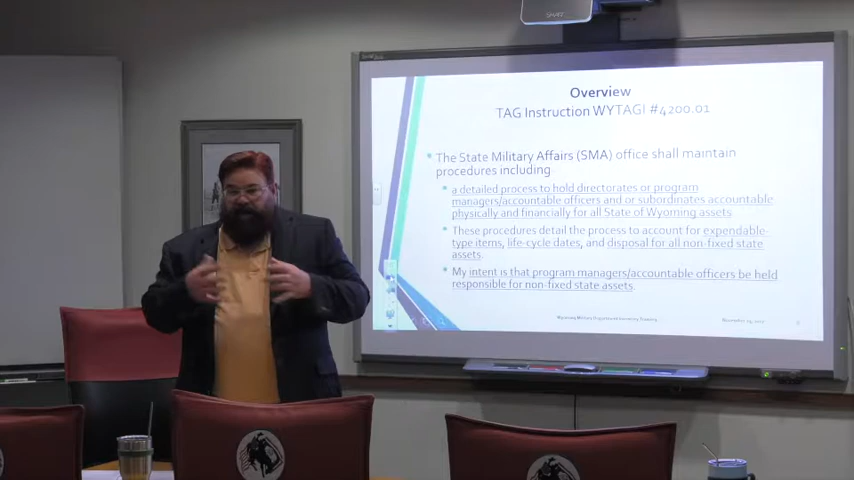 SMART
Overview
TAG Instruction WYTAGI #4200.01
• The State Military Affairs (SMA) office shall maintain
procedures including
• a detailed process to hold directorates or program
managers/accountable officers and or subordinates accountable
physically and financially for all State of Wyoming assets
• These procedures detail the process to account for expendable-
type items, life-cycle dates, and disposal for all non-fixed state
assets.
• My intent is that program managers/accountable officers be held
responsible for non-fixed state assets.
Wyoming Military Department